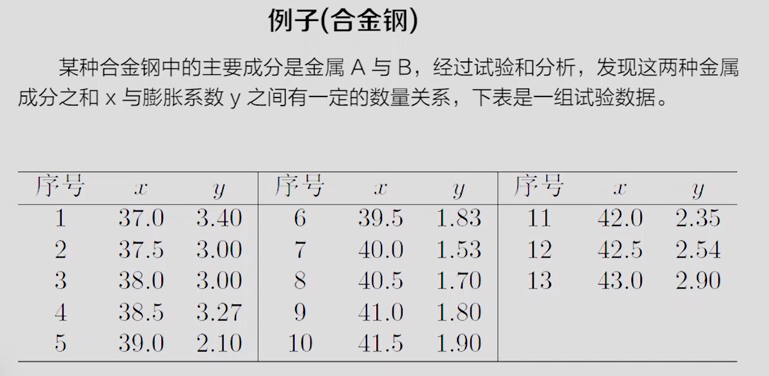 例子(合金钢)
某种合金钢中的主要成分是金属 A 与 B，经过试验和分析，发现这两种金属
成分之和 x 与膨胀系数 y 之间有一定的数量关系，下表是一组试验数据。
序号 x y 序号 x y 序号 x y
1 37.0 3.40 6 39.5 1.83 11 42.0 2.35
2 37.5 3.00 7 40.0 1.53 12 42.5 2.54
3 38.0 3.00 8 40.5 1.70 13 43.0 2.90
4 38.5 3.27 9 41.0 1.80
5 39.0 2.10 10 41.5 1.90